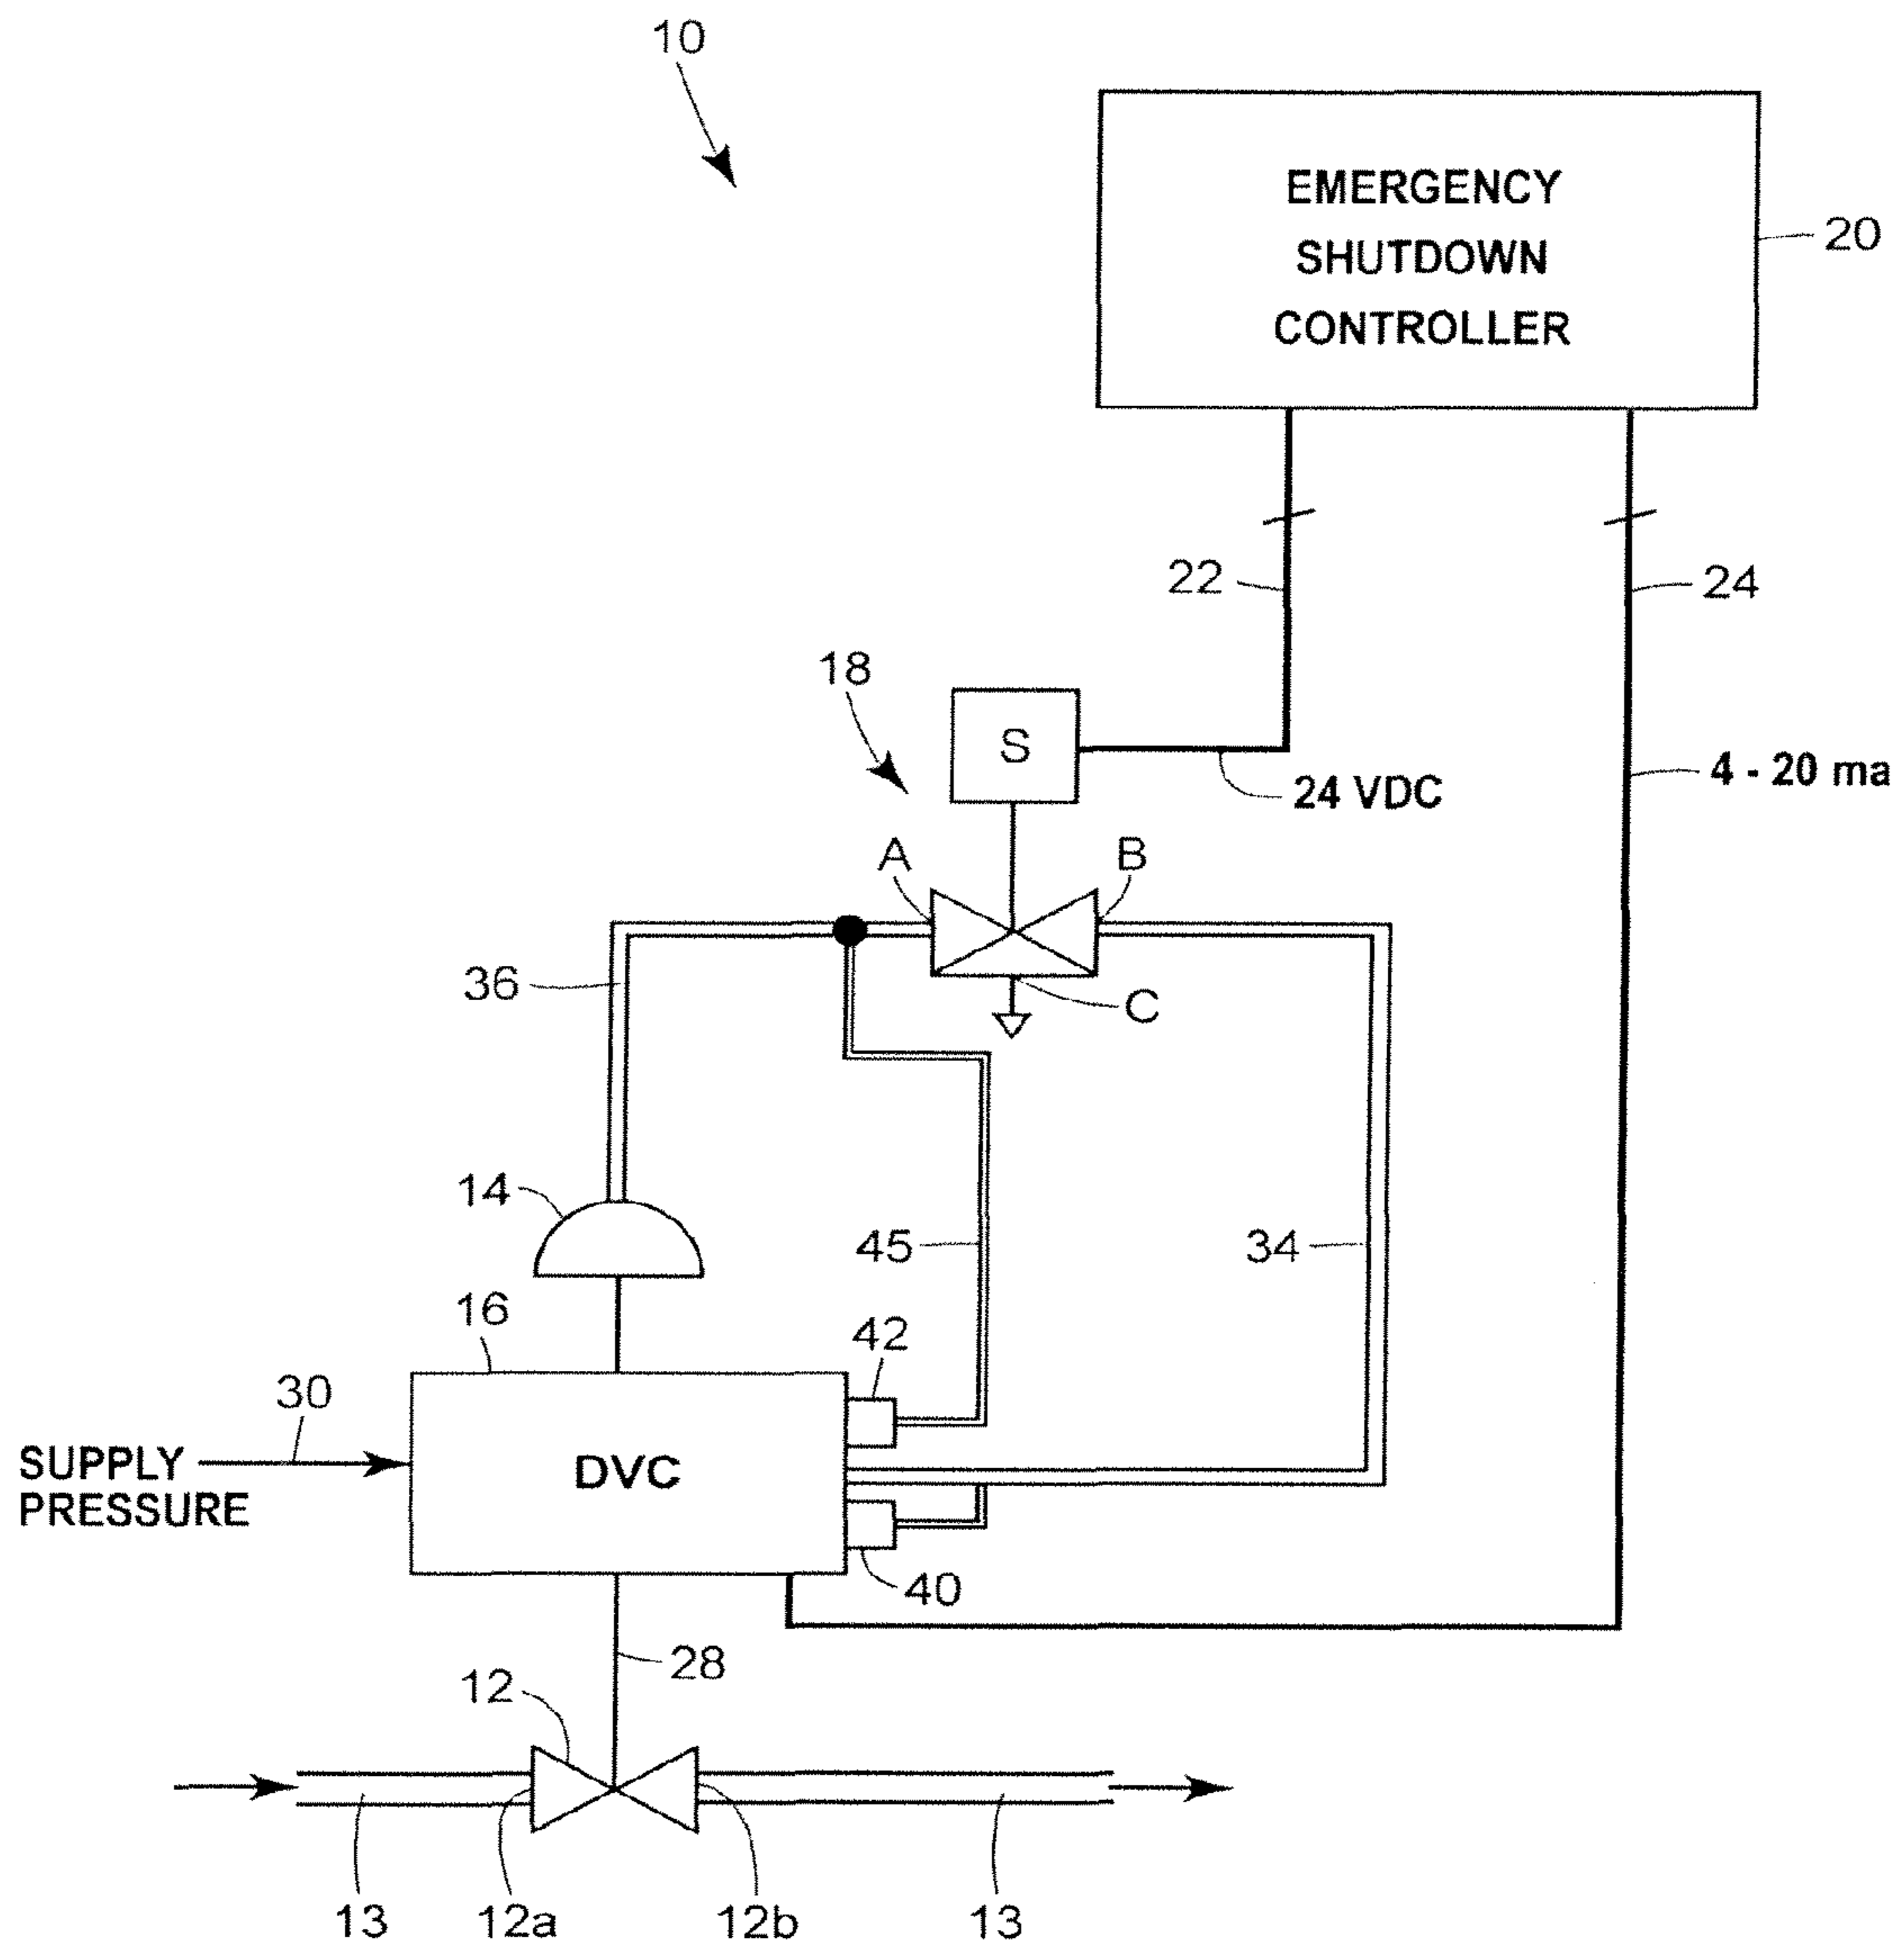 10
EMERGENCY
SHUTDOWN
CONTROLLER
20
22
24
18
S
24 VDC
4 - 20 ma
A
B
36
C
14
45
34
16
42
30
SUPPLY
PRESSURE
DVC
40
28
12
13
12a
12b
13